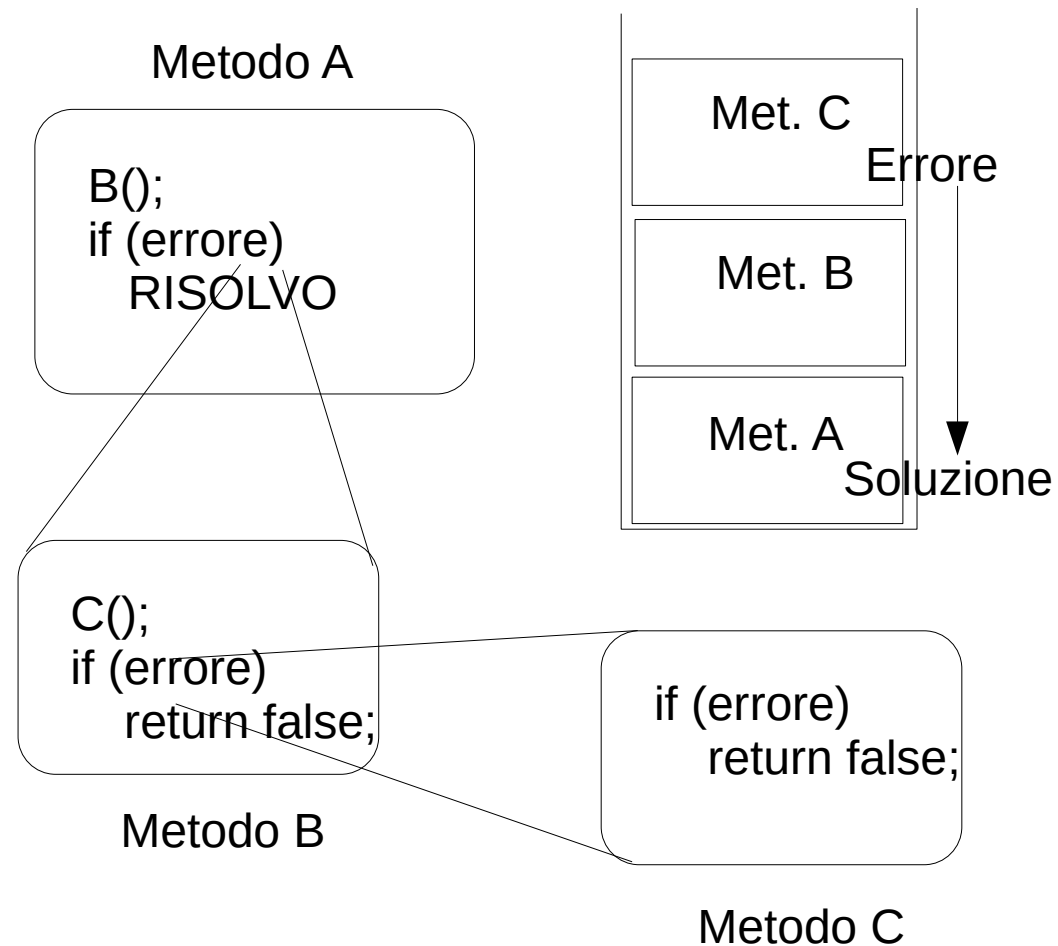 Metodo A
B();
if (errore)
RISOLVO
Met. C
Errore
Met. B
Met. A
Soluzione
C();
if (errore)
return false;
Metodo B
if (errore)
return false;
Metodo C